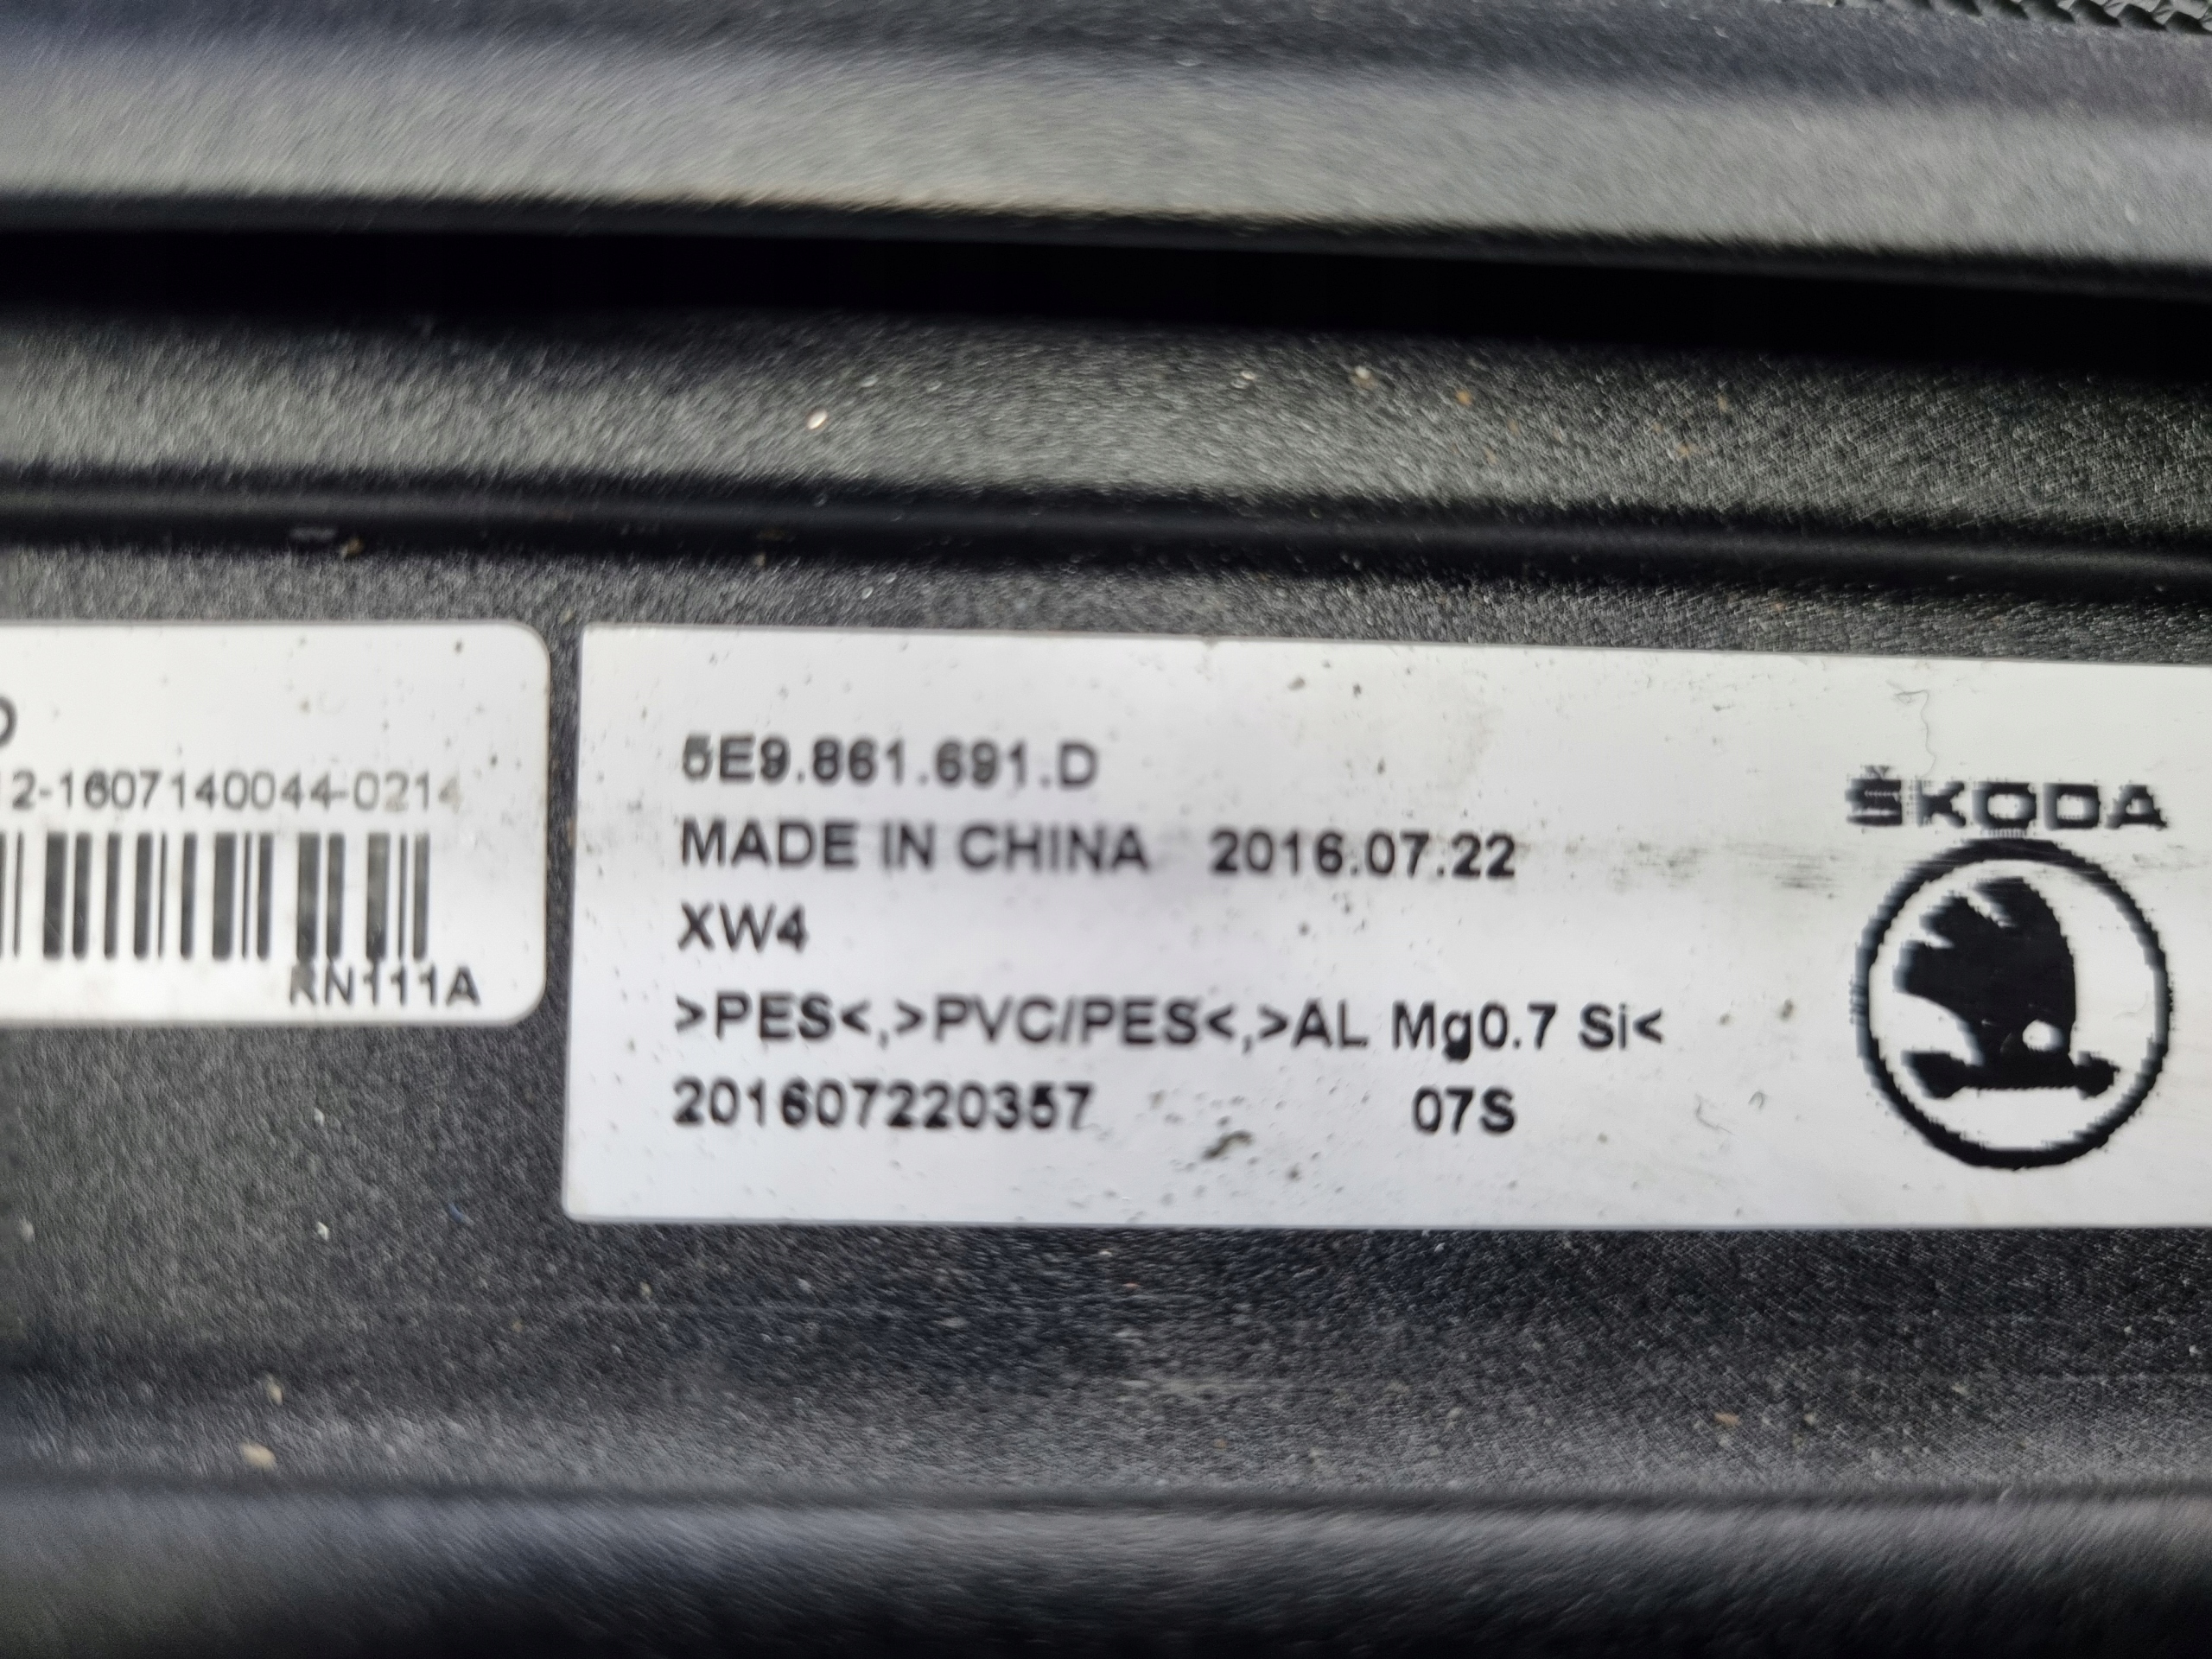 D
12-1607140044-0214
RN111A
5E9.861.691.D
MADE IN CHINA 2016.07.22
XW4
>PES<,>PVC/PES<,>AL Mg0.7 Si<
201607220357 07S
ŠKODA